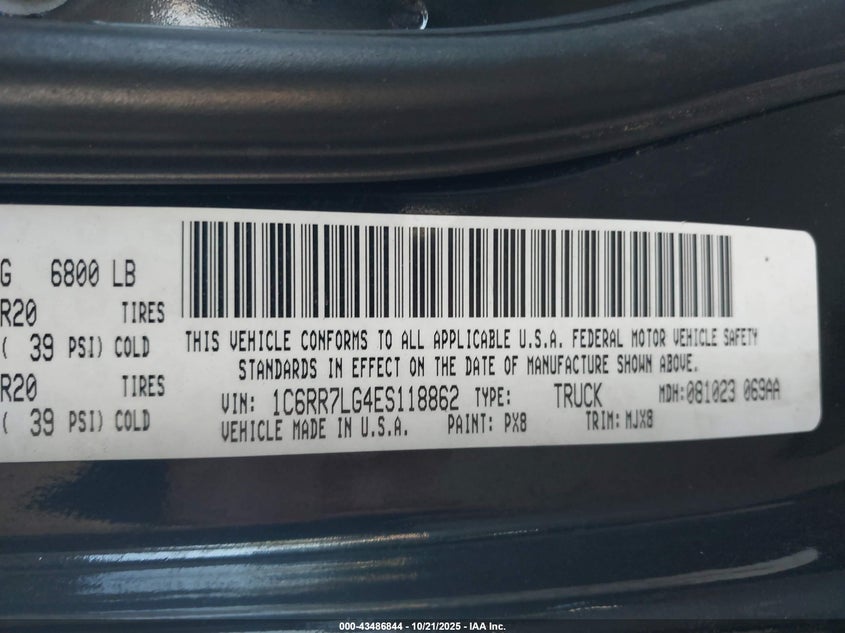 G 6800 LB
R20 TIRES
( 39 PSI) COLD
R20 TIRES
( 39 PSI) COLD
THIS VEHICLE CONFORMS TO ALL APPLICABLE U.S.A. FEDERAL MOTOR VEHICLE SAFETY
STANDARDS IN EFFECT ON THE DATE OF MANUFACTURE SHOWN ABOVE.
VIN: 1C6RR7LG4ES118862 TYPE: TRUCK MDH:081023 069AA
VEHICLE MADE IN U.S.A. PAINT: PX8 TRIM: MJX8
000-43486844 - 10/21/2025 - IAA Inc.